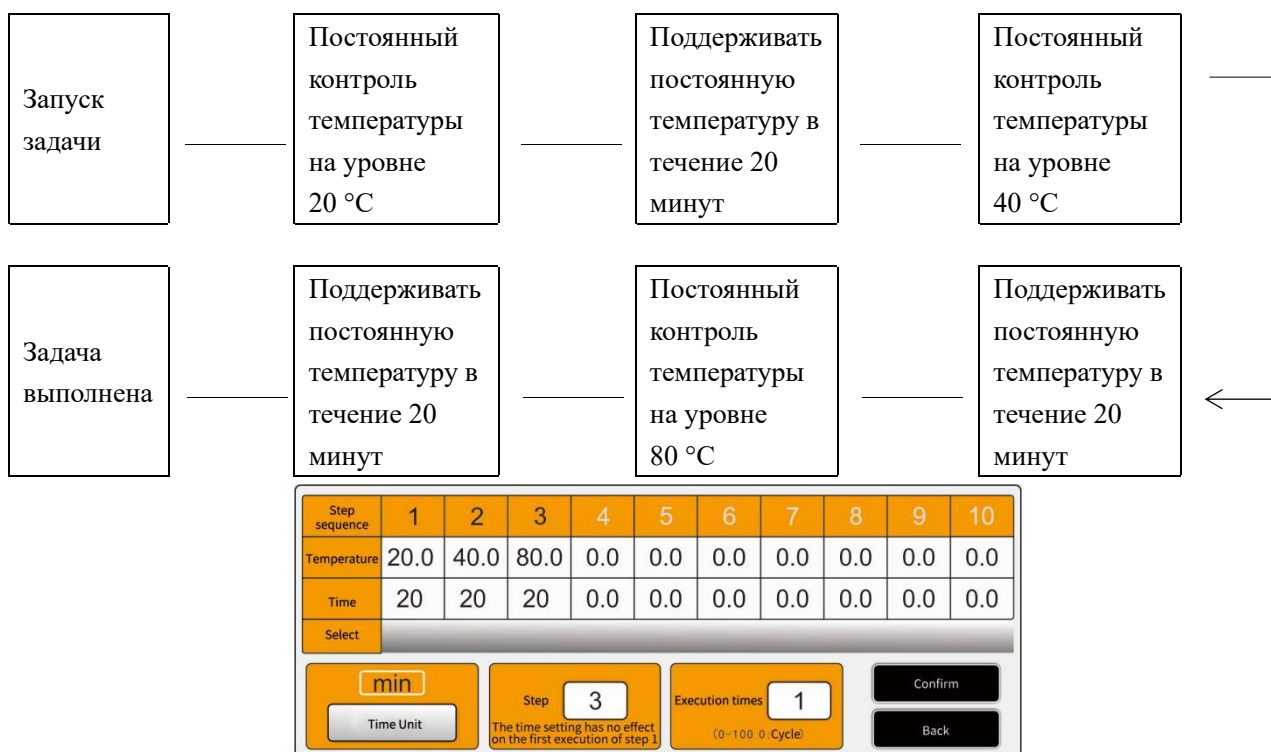 Запуск
задачи
Постоянный
контроль
температуры
на уровне
20 °C
Поддерживать
постоянную
температуру в
течение 20
минут
Постоянный
контроль
температуры
на уровне
40 °C
Задача
выполнена
Поддерживать
постоянную
температуру в
течение 20
минут
Постоянный
контроль
температуры
на уровне
80 °C
Поддерживать
постоянную
температуру в
течение 20
минут
Step
sequence
1 2 3 4 5 6 7 8 9 10
Temperature 20.0 40.0 80.0 0.0 0.0 0.0 0.0 0.0 0.0 0.0
Time 20 20 20 0.0 0.0 0.0 0.0 0.0 0.0 0.0
Select
min
Time Unit
Step 3
The time setting has no effect
on the first execution of step 1
Execution times 1
(0-100 0:Cycle)
Confirm
Back